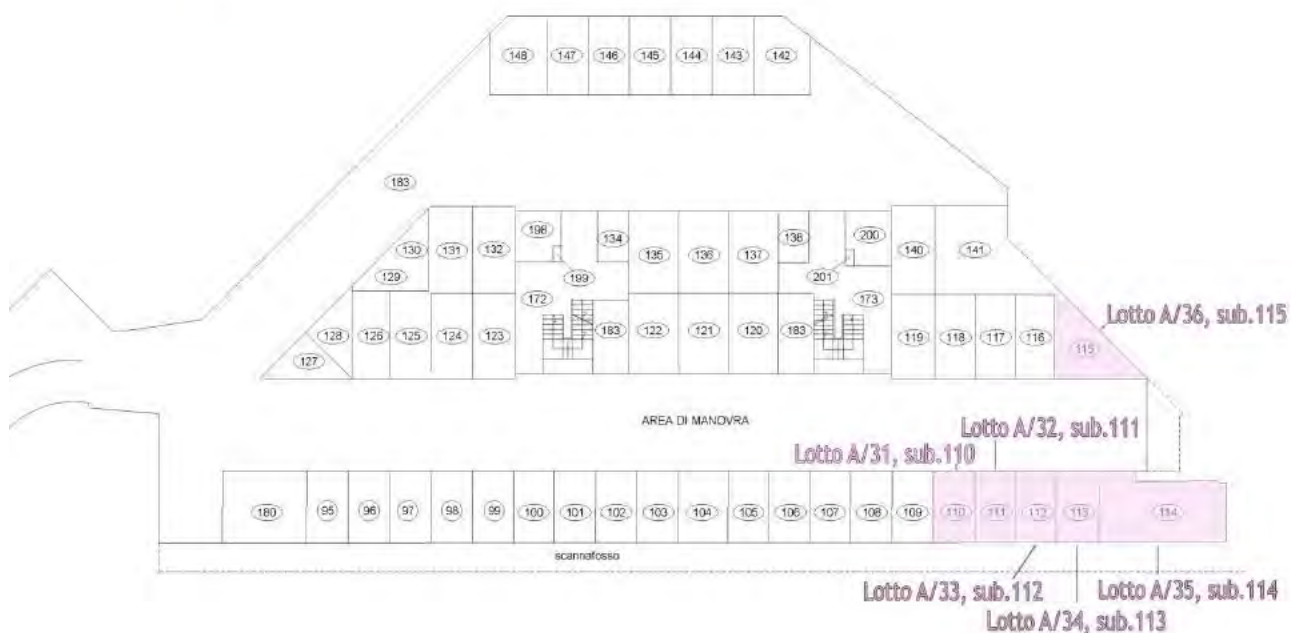 148 147 146 145 144 143 142
183
130 131 132 198 134 135 136 137 138 200 140 141
129 199 201
172 173
128 126 125 124 123 183 122 121 120 183 119 118 117 116 115
127
Lotto A/36, sub.115
AREA DI MANOVRA
Lotto A/32, sub.111
Lotto A/31, sub.110
180 95 96 97 98 99 100 101 102 103 104 105 106 107 108 109 110 111 112 113 114
scannafosso
Lotto A/33, sub.112 Lotto A/35, sub.114
Lotto A/34, sub.113